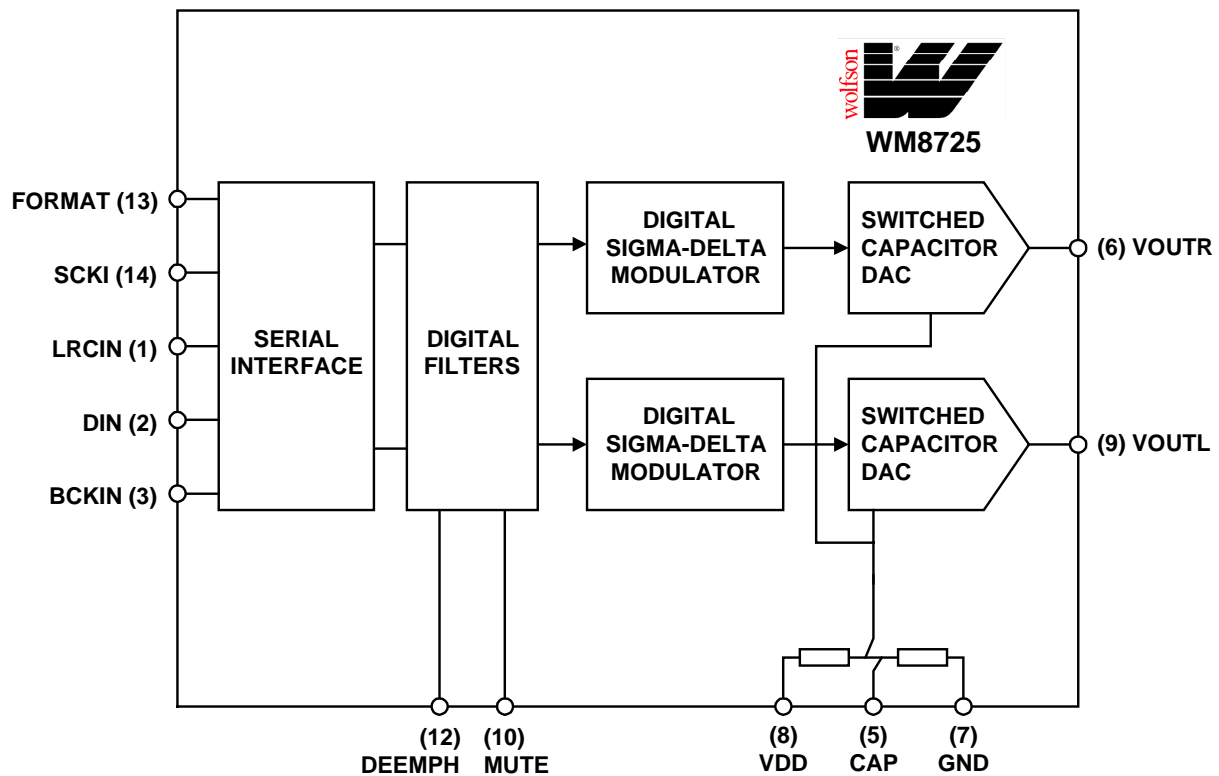 wolfson
®
WM8725
FORMAT (13)
SCKI (14)
LRCIN (1)
DIN (2)
BCKIN (3)
SERIAL
INTERFACE
DIGITAL
FILTERS
DIGITAL
SIGMA-DELTA
MODULATOR
SWITCHED
CAPACITOR
DAC
(6) VOUTR
DIGITAL
SIGMA-DELTA
MODULATOR
SWITCHED
CAPACITOR
DAC
(9) VOUTL
(12)
DEEMPH
(10)
MUTE
(8)
VDD
(5)
CAP
(7)
GND